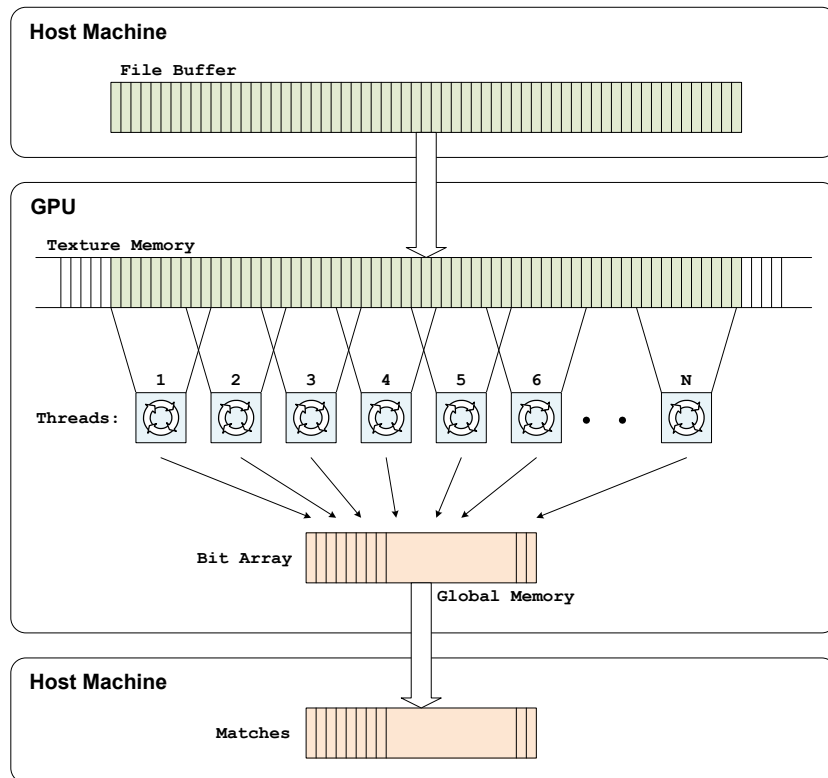 Host Machine
File Buffer
GPU
Texture Memory
1 2 3 4 5 6 N
Threads:
Bit Array
Global Memory
Host Machine
Matches